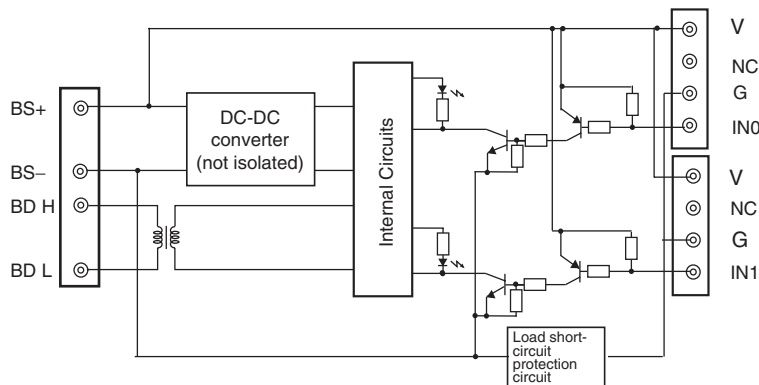 BS+
BS–
BD H
BD L
DC-DC
converter
(not isolated)
Internal Circuits
Load short-
circuit
protection
circuit
V
NC
G
IN0
V
NC
G
IN1